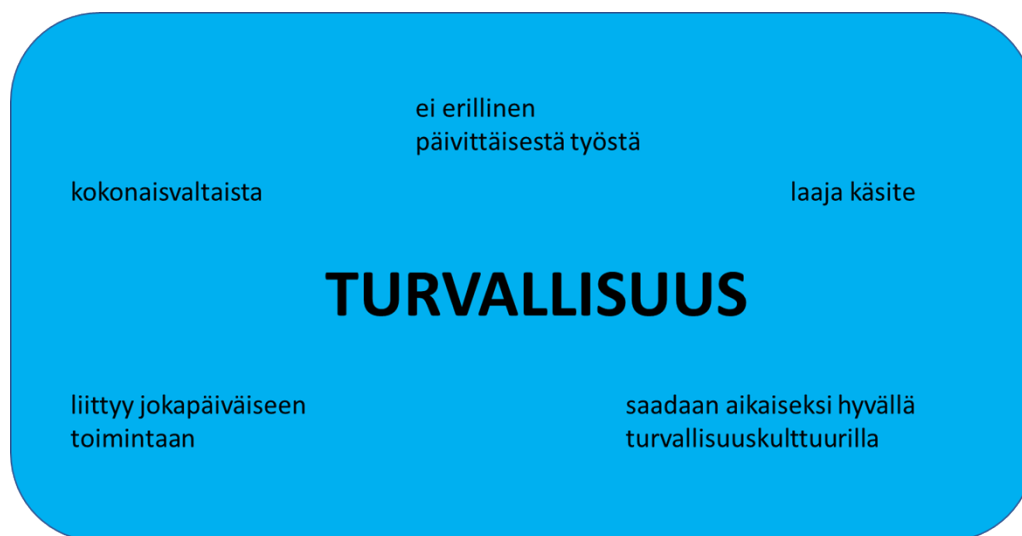 ei erillinen
päivittäisestä työstä
kokonaisvaltaista
laaja käsite
TURVALLISUUS
liittyy jokapäiväiseen
toimintaan
saadaan aikaiseksi hyvällä
turvallisuuskulttuurilla